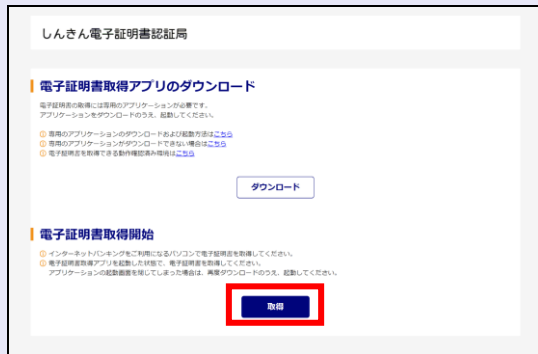 しんきん電子証明書認証局
電子証明書取得アプリのダウンロード
電子証明書の取得には専用のアプリケーションが必要です。
アプリケーションをダウンロードのうえ、起動してください。
① 専用のアプリケーションのダウンロードおよび起動方法はこちら
① 専用のアプリケーションがダウンロードできない場合はこちら
① 電子証明書を取得できる動作確認済み環境はこちら
ダウンロード
電子証明書取得開始
① インターネットバンキングをご利用になるパソコンで電子証明書を取得してください。
① 電子証明書取得アプリを起動した状態で、電子証明書を取得してください。
アプリケーションの起動画面を閉じてしまった場合は、再度ダウンロードのうえ、起動してください。
取得